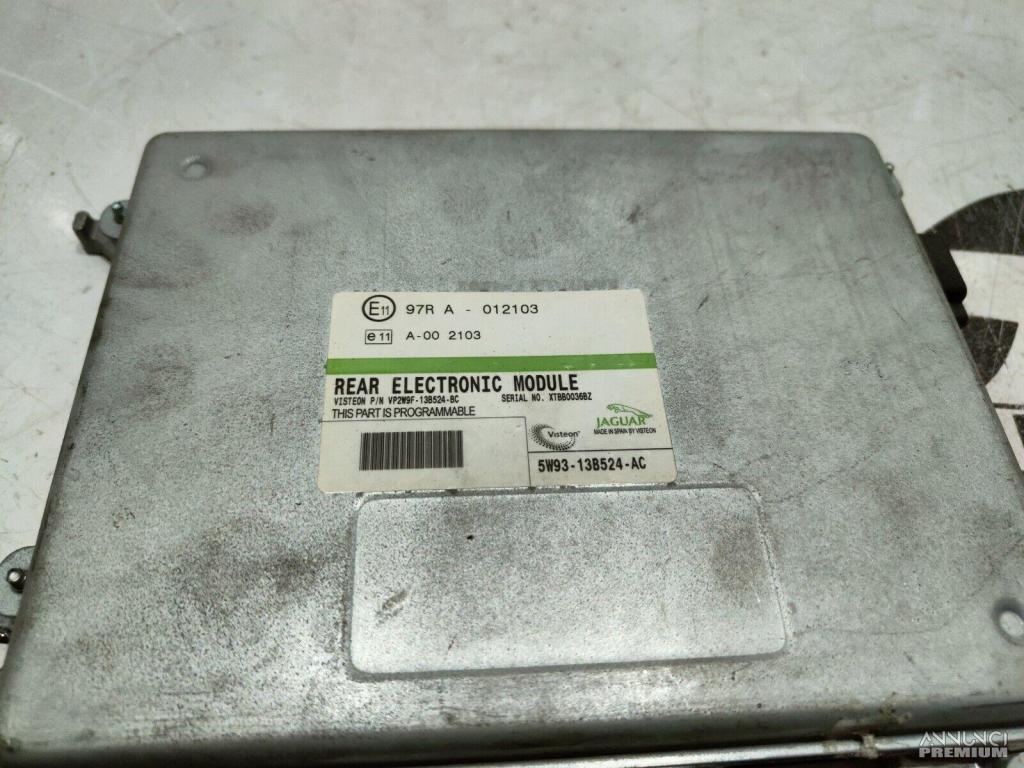 E11 97R A - 012103
e11 A-00 2103
REAR ELECTRONIC MODULE
VISTEON P/N VP2W9F-13B524-BC SERIAL NO. XTBB0036BZ
THIS PART IS PROGRAMMABLE
JAGUAR
MADE IN SPAIN BY VISTEON
Visteon
5W93-13B524-AC
ANNUNCI
PREMIUM